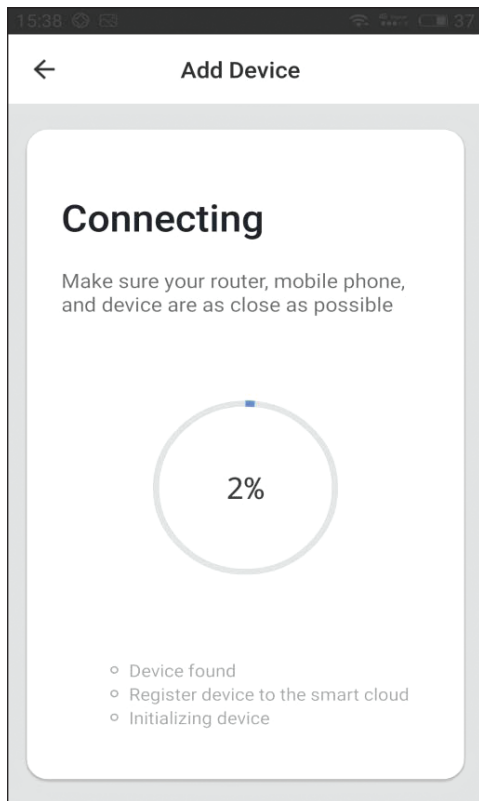 15:38
37
Add Device
Connecting
Make sure your router, mobile phone,
and device are as close as possible
2%
Device found
Register device to the smart cloud
Initializing device